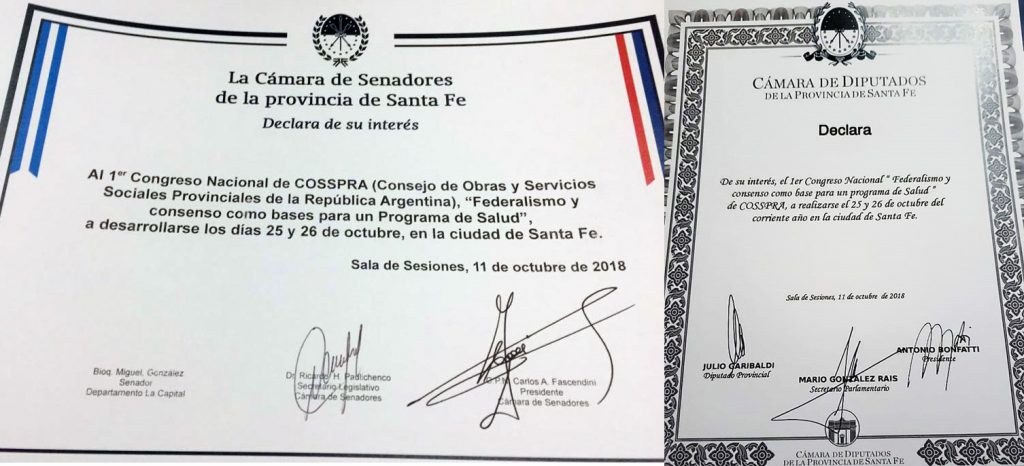 La Cámara de Senadores
de la provincia de Santa Fe
Declara de su interés
Al 1er Congreso Nacional de COSSPRA (Consejo de Obras y Servicios
Sociales Provinciales de la República Argentina), “Federalismo y
consenso como bases para un Programa de Salud”,
a desarrollarse los días 25 y 26 de octubre, en la ciudad de Santa Fe.
Sala de Sesiones, 11 de octubre de 2018
Bioq. Miguel, González
Senador
Departamento La Capital
Dr. Ricardo H. Paulichenco
Secretario Legislativo
Cámara de Senadores
C.P.N. Carlos A. Fascendini
Presidente
Cámara de Senadores
CÁMARA DE DIPUTADOS
DE LA PROVINCIA DE SANTA FE
Declara
De su interés, el 1er Congreso Nacional “ Federalismo y
consenso como base para un programa de Salud “
de COSSPRA, a realizarse el 25 y 26 de octubre del
corriente año en la ciudad de Santa Fe.
Sala de Sesiones, 11 de octubre de 2018
JULIO GARIBALDI
Diputado Provincial
MARIO GONZÁLEZ RAIS
Secretario Parlamentario
ANTONIO BONFATTI
Presidente
CÁMARA DE DIPUTADOS
DE LA PROVINCIA DE SANTA FE